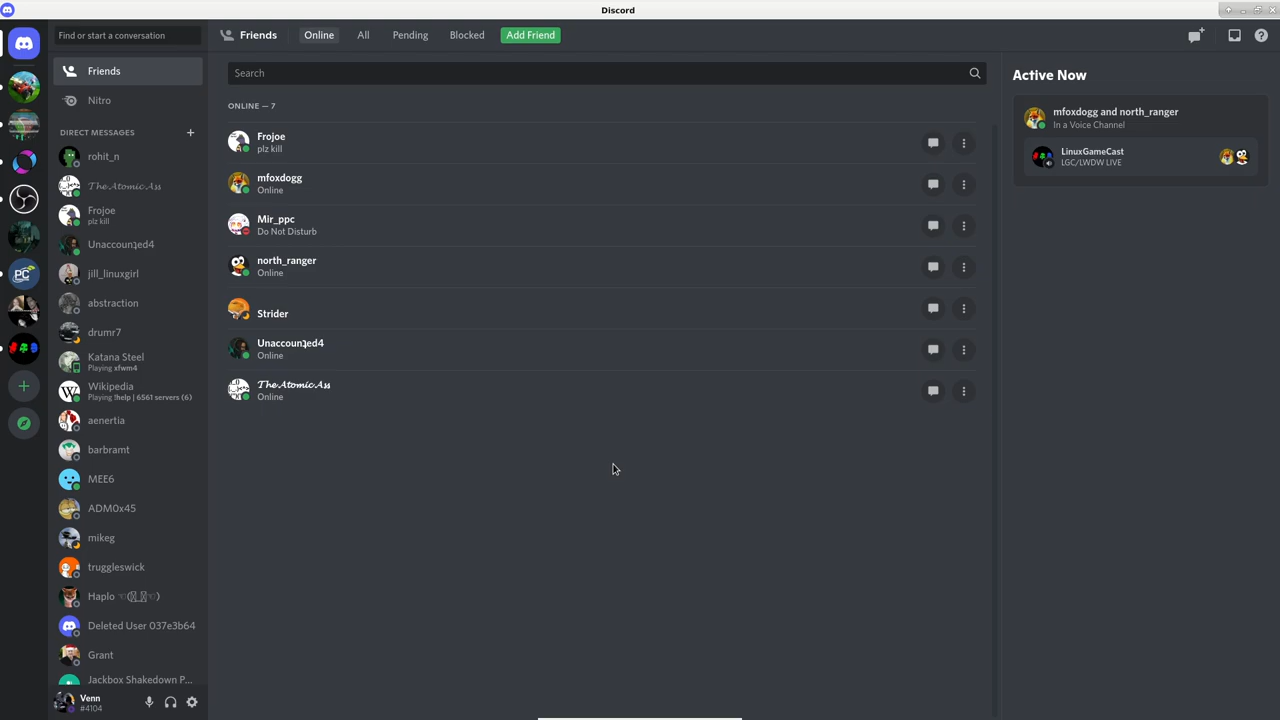 Discord
Find or start a conversation
Friends
Online
All
Pending
Blocked
Add Friend
Friends
Nitro
DIRECT MESSAGES
rohit_n
𝓣𝓱𝓮𝓐𝓽𝓸𝓶𝓲𝓬𝓐𝓼𝓼
Frojoe
plz kill
Unaccounʇed4
jill_linuxgirl
abstraction
drumr7
Katana Steel
Playing xfwm4
Wikipedia
Playing !help | 6561 servers (6)
aenertia
barbramt
MEE6
ADM0x45
mikeg
truggleswick
Haplo
Deleted User 037e3b64
Grant
Jackbox Shakedown P...
Venn
#4104
Search
ONLINE — 7
Frojoe
plz kill
mfoxdogg
Online
Mir_ppc
Do Not Disturb
north_ranger
Online
Strider
Unaccounʇed4
Online
𝓣𝓱𝓮𝓐𝓽𝓸𝓶𝓲𝓬𝓐𝓼𝓼
Online
Active Now
mfoxdogg and north_ranger
In a Voice Channel
LinuxGameCast
LGC/LWDW LIVE